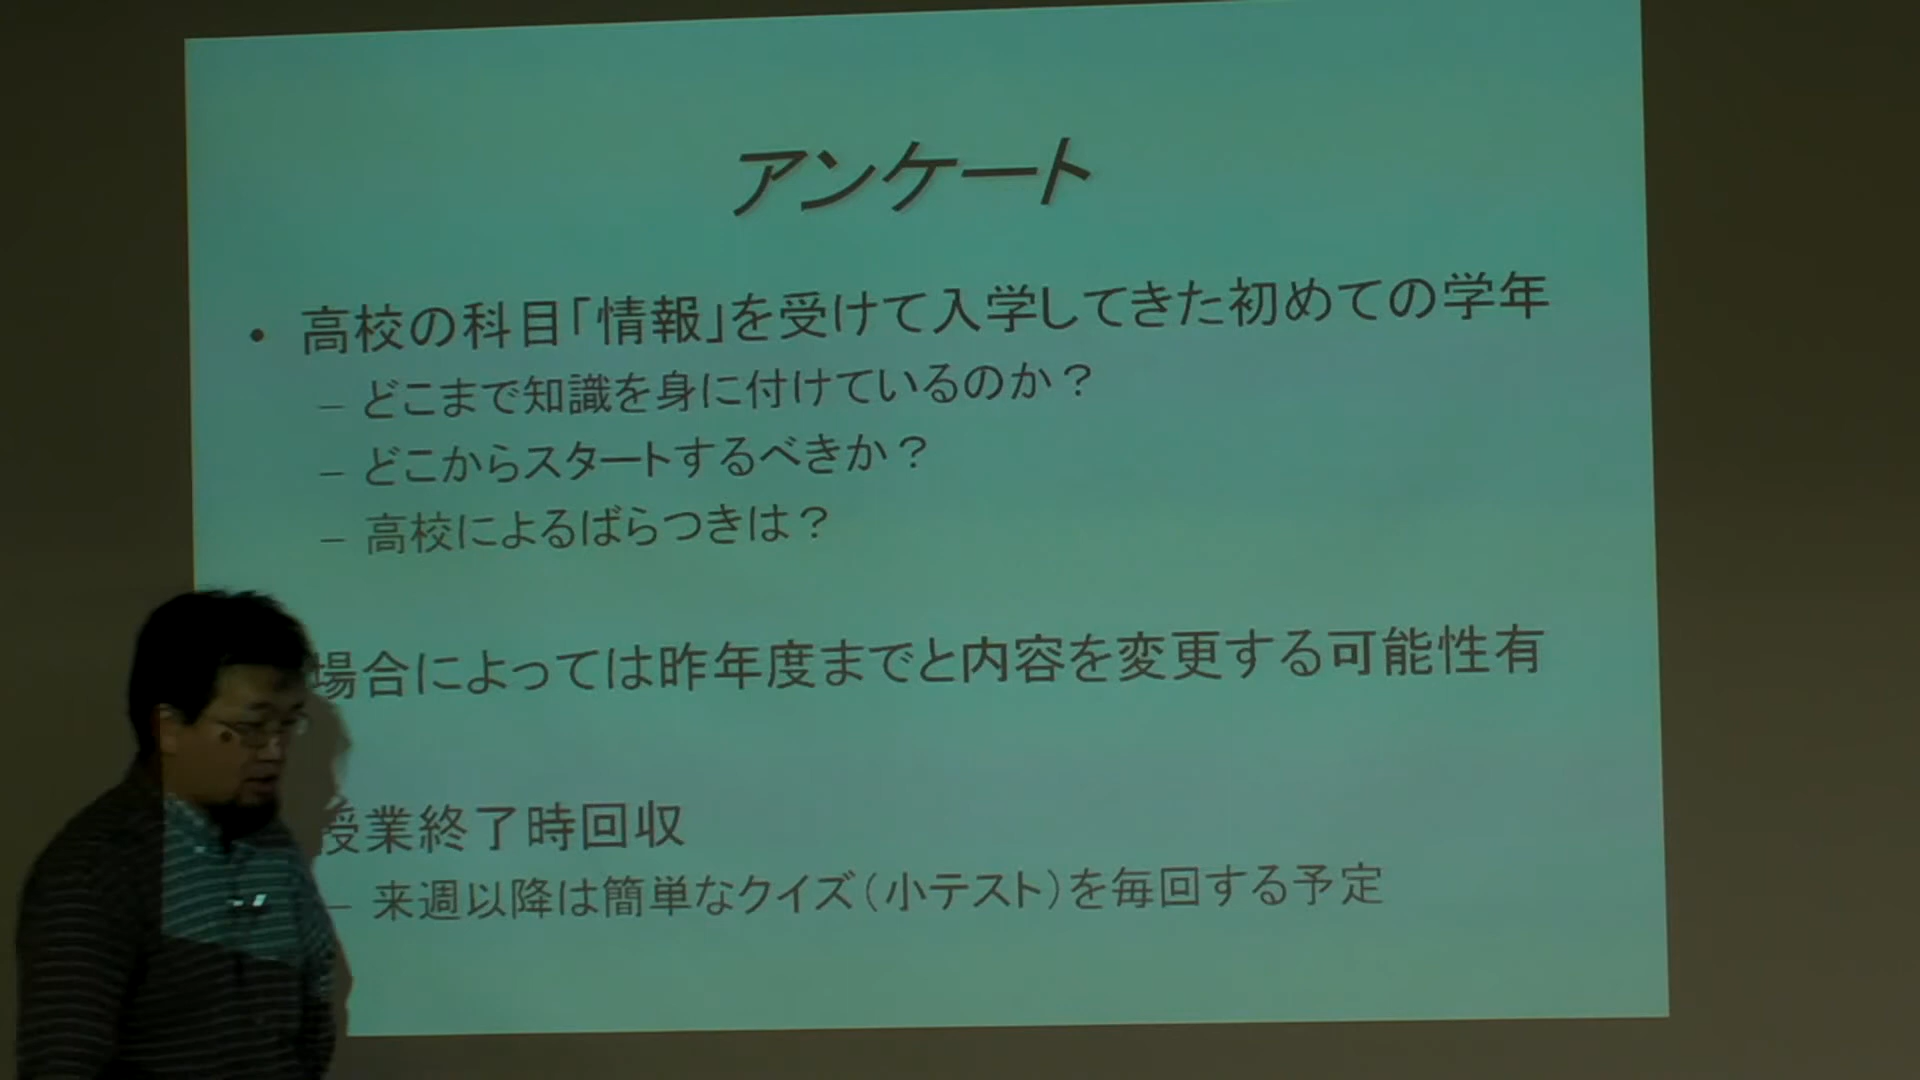 アンケート
• 高校の科目「情報」を受けて入学してきた初めての学年
– どこまで知識を身に付けているのか？
– どこからスタートするべきか？
– 高校によるばらつきは？
場合によっては昨年度までと内容を変更する可能性有
授業終了時回収
– 来週以降は簡単なクイズ（小テスト）を毎回する予定